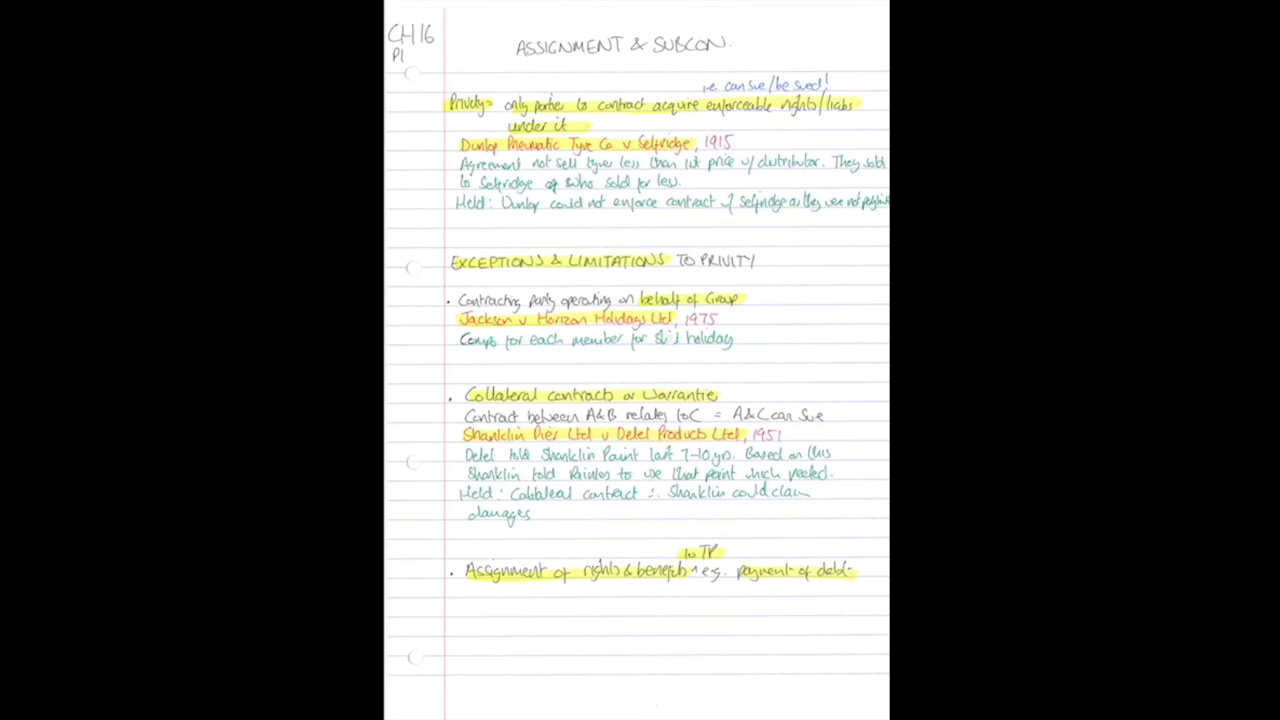 CH16
P1
ASSIGNMENT & SUBCON.
i.e can sue/be sued!
Privity = only parties to contract acquire enforceable rights/liabs
under it
Dunlop Pneumatic Tyre Co v Selfridge, 1915
Agreement not sell tyres less than list price w/ distributor. They sold
to Selfridge who sold for less.
Held: Dunlop could not enforce contract Selfridge as they were not
EXCEPTIONS & LIMITATIONS TO PRIVITY
• Contracting party operating on behalf of Group
Jackson v Horizon Holidays Ltd, 1975
Comp for each member for holiday
• Collateral contracts or Warranties
Contract between A&B relates to C = A&C can sue
Shanklin Pier Ltd v Detel Products Ltd, 1951
Detel told Shanklin Paint last 7-10 yrs. Based on this
Shanklin told Painters to use that paint which peeled.
Held: Collateral contract ∴ Shanklin could claim
damages
to TP
• Assignment of rights & benefits ^ e.g. payment of debt